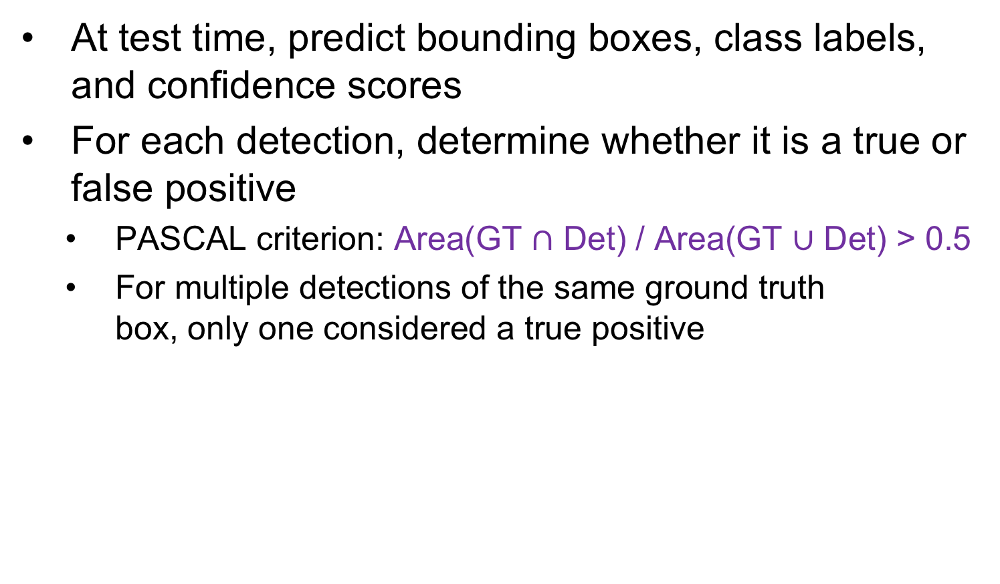 • At test time, predict bounding boxes, class labels,
and confidence scores
• For each detection, determine whether it is a true or
false positive
• PASCAL criterion: Area(GT ∩ Det) / Area(GT ∪ Det) > 0.5
• For multiple detections of the same ground truth
box, only one considered a true positive